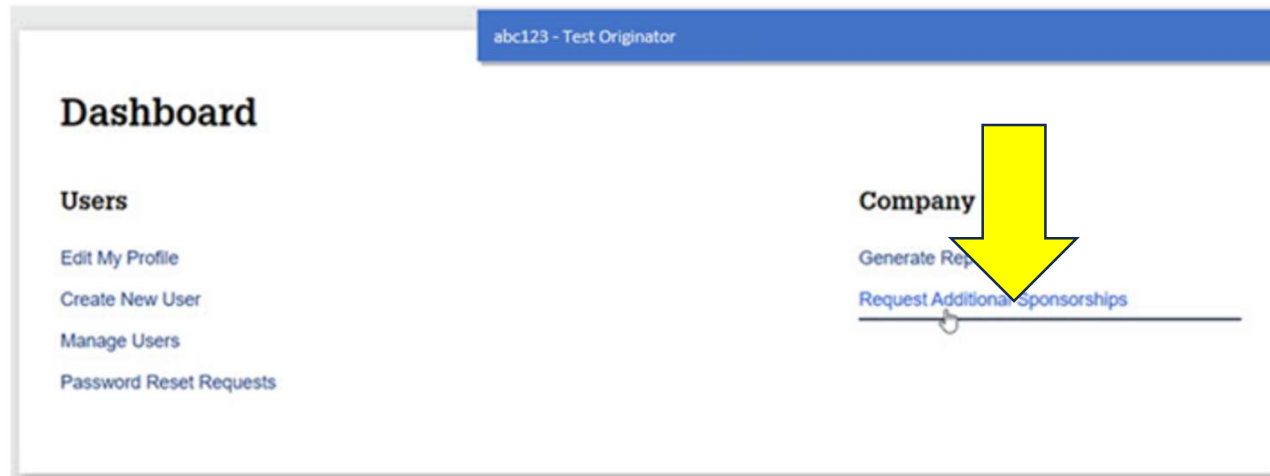 abc123 - Test Originator
Dashboard
Users
Edit My Profile
Create New User
Manage Users
Password Reset Requests
Company
Generate
Request Additional Sponsorships